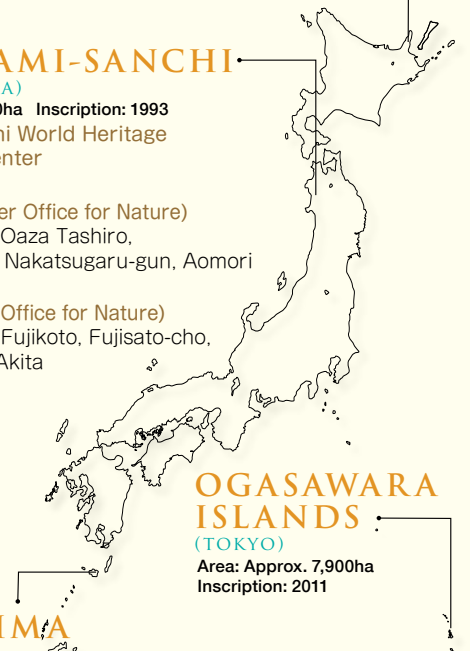 AMI-SANCHI
A)
0ha Inscription: 1993
ni World Heritage
enter
er Office for Nature)
Oaza Tashiro,
Nakatsugaru-gun, Aomori
Office for Nature)
Fujikoto, Fujisato-cho,
Akita
OGASAWARA
ISLANDS
(TOKYO)
Area: Approx. 7,900ha
Inscription: 2011
IMA